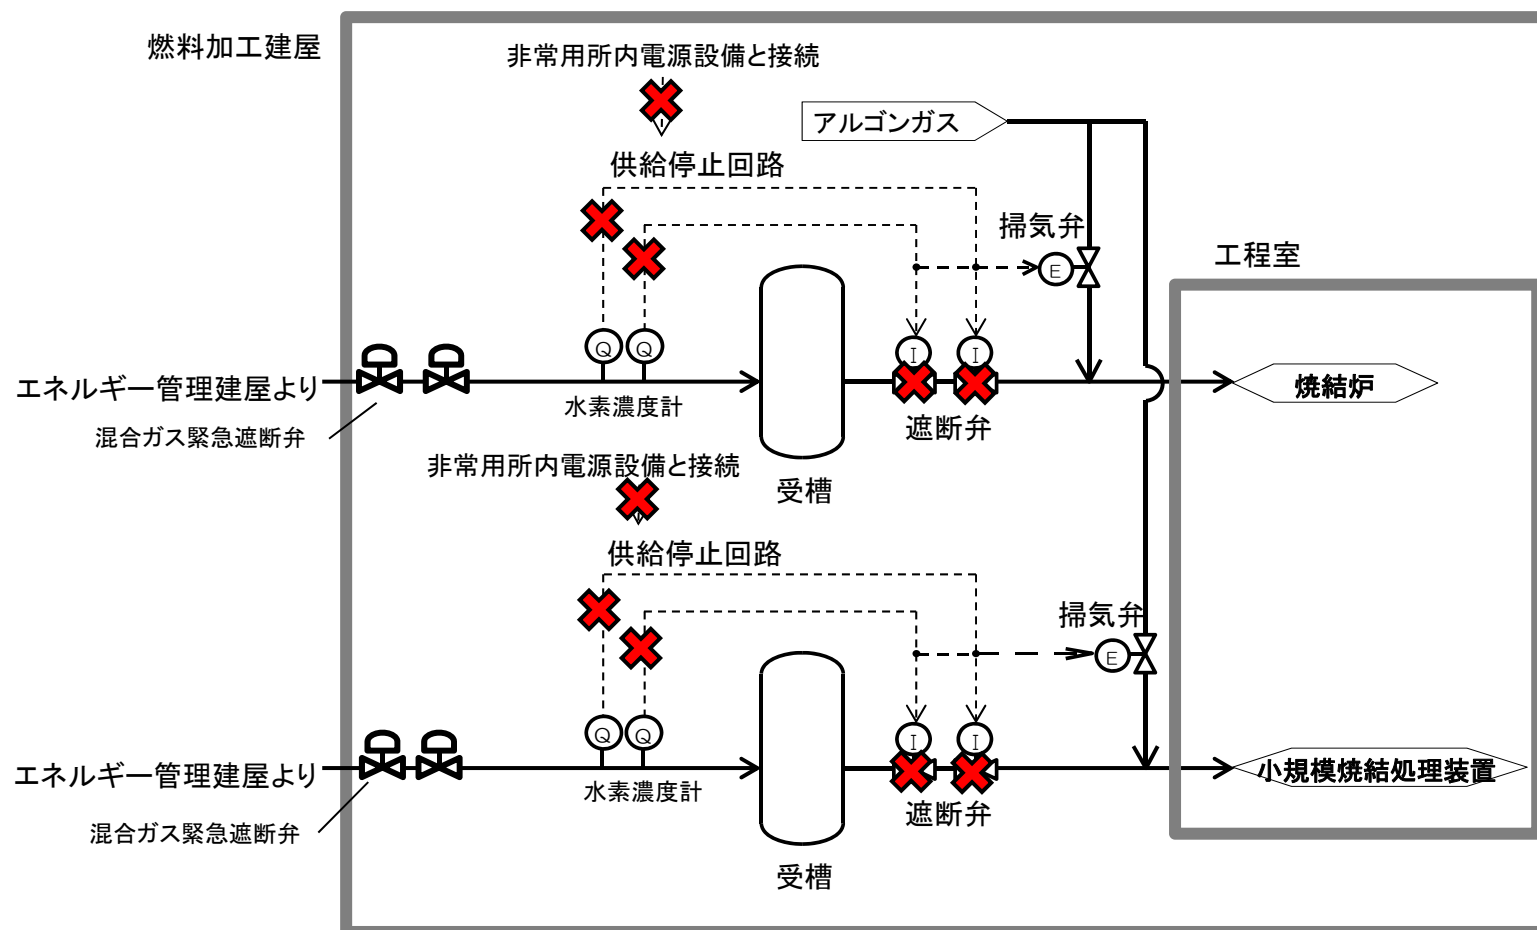 燃料加工建屋
非常用所内電源設備と接続
アルゴンガス
供給停止回路
掃気弁
E
工程室
Q
Q
I
I
エネルギー管理建屋より
混合ガス緊急遮断弁
水素濃度計
受槽
遮断弁
焼結炉
非常用所内電源設備と接続
供給停止回路
掃気弁
E
Q
Q
I
I
エネルギー管理建屋より
混合ガス緊急遮断弁
水素濃度計
受槽
遮断弁
小規模焼結処理装置